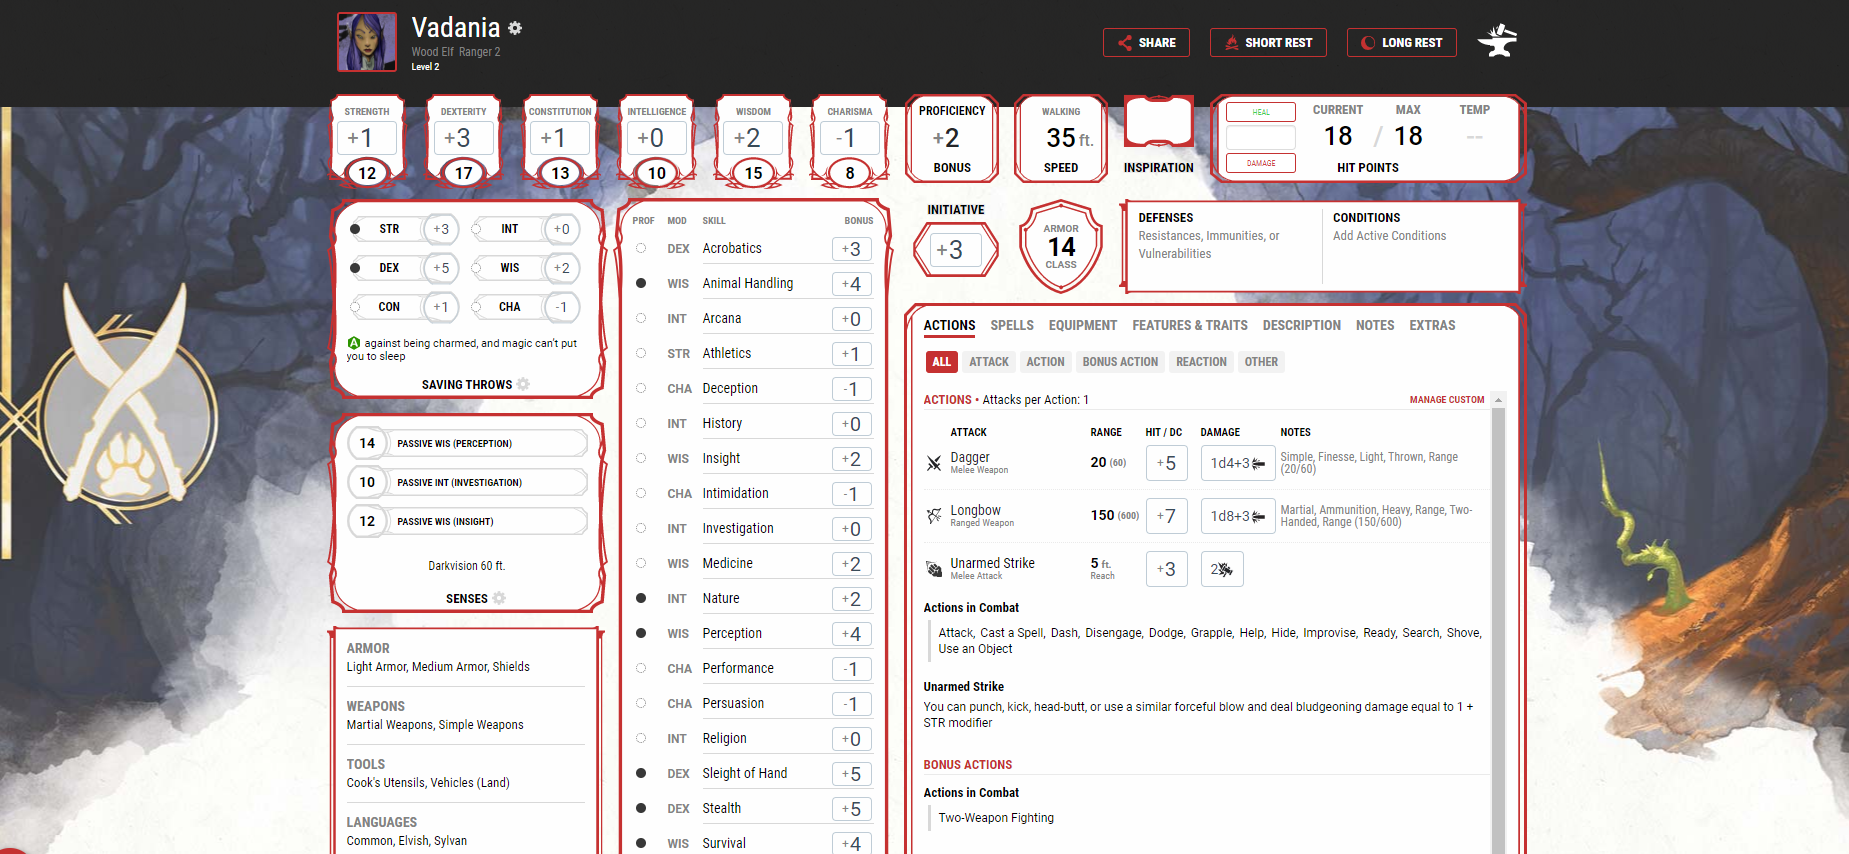 Vadania
Wood Elf Ranger 2
Level 2
SHARE
SHORT REST
LONG REST
STRENGTH
+1
12
DEXTERITY
+3
17
CONSTITUTION
+1
13
INTELLIGENCE
+0
10
WISDOM
+2
15
CHARISMA
-1
8
PROFICIENCY
+2
BONUS
WALKING
35 ft.
SPEED
INSPIRATION
HEAL
DAMAGE
CURRENT MAX TEMP
18 / 18 --
HIT POINTS
STR +3 INT +0
DEX +5 WIS +2
CON +1 CHA -1
A against being charmed, and magic can't put
you to sleep
SAVING THROWS
14 PASSIVE WIS (PERCEPTION)
10 PASSIVE INT (INVESTIGATION)
12 PASSIVE WIS (INSIGHT)
Darkvision 60 ft.
SENSES
ARMOR
Light Armor, Medium Armor, Shields
WEAPONS
Martial Weapons, Simple Weapons
TOOLS
Cook's Utensils, Vehicles (Land)
LANGUAGES
Common, Elvish, Sylvan
PROF MOD SKILL BONUS
DEX Acrobatics +3
WIS Animal Handling +4
INT Arcana +0
STR Athletics +1
CHA Deception -1
INT History +0
WIS Insight +2
CHA Intimidation -1
INT Investigation +0
WIS Medicine +2
INT Nature +2
WIS Perception +4
CHA Performance -1
CHA Persuasion -1
INT Religion +0
DEX Sleight of Hand +5
DEX Stealth +5
WIS Survival +4
INITIATIVE
+3
ARMOR
14
CLASS
DEFENSES
Resistances, Immunities, or
Vulnerabilities
CONDITIONS
Add Active Conditions
ACTIONS SPELLS EQUIPMENT FEATURES & TRAITS DESCRIPTION NOTES EXTRAS
ALL ATTACK ACTION BONUS ACTION REACTION OTHER
ACTIONS • Attacks per Action: 1
MANAGE CUSTOM
ATTACK RANGE HIT / DC DAMAGE NOTES
Dagger
Melee Weapon
20 (60) +5 1d4+3
Simple, Finesse, Light, Thrown, Range
(20/60)
Longbow
Ranged Weapon
150 (600) +7 1d8+3
Martial, Ammunition, Heavy, Range, Two-
Handed, Range (150/600)
Unarmed Strike
Melee Attack
5 ft.
Reach
+3 2
Actions in Combat
Attack, Cast a Spell, Dash, Disengage, Dodge, Grapple, Help, Hide, Improvise, Ready, Search, Shove,
Use an Object
Unarmed Strike
You can punch, kick, head-butt, or use a similar forceful blow and deal bludgeoning damage equal to 1 +
STR modifier
BONUS ACTIONS
Actions in Combat
Two-Weapon Fighting